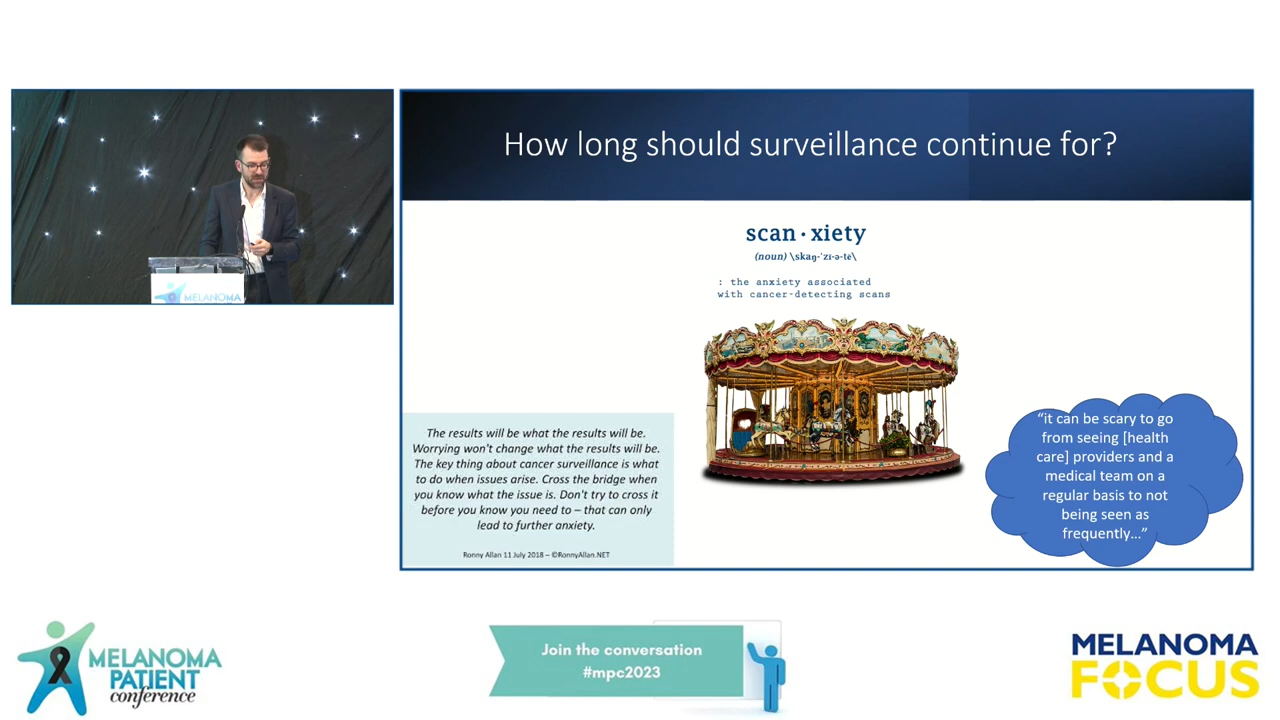 How long should surveillance continue for?
scan·xiety
(noun) \skaŋ-ˈzɪ-ə-tē\
: the anxiety associated
with cancer-detecting scans
The results will be what the results will be.
Worrying won't change what the results will be.
The key thing about cancer surveillance is what
to do when issues arise. Cross the bridge when
you know what the issue is. Don't try to cross it
before you know you need to – that can only
lead to further anxiety.
Ronny Allan 11 July 2018 – ©RonnyAllan.NET
“it can be scary to go
from seeing [health
care] providers and a
medical team on a
regular basis to not
being seen as
frequently…”
MELANOMA
MELANOMA
PATIENT
conference
Join the conversation
#mpc2023
MELANOMA
FOCUS